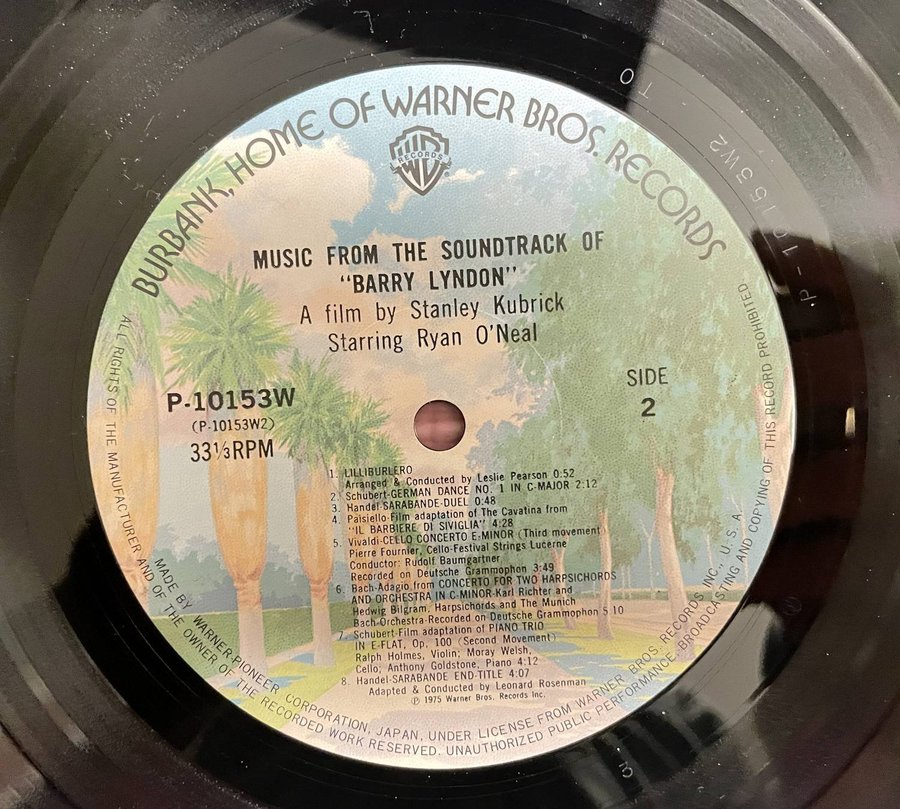 BURBANK, HOME OF WARNER BROS. RECORDS
WB
RECORDS
MUSIC FROM THE SOUNDTRACK OF
"BARRY LYNDON"
A film by Stanley Kubrick
Starring Ryan O'Neal
P-10153W
(P-10153W2)
33⅓RPM
SIDE
2
1. LILLIBURLERO
Arranged & Conducted by Leslie Pearson 0:52
2. Schubert-GERMAN DANCE NO. 1 IN C-MAJOR 2:12
3. Handel-SARABANDE-DUEL 0:48
4. Paisiello-Film adaptation of The Cavatina from
"IL BARBIERE DI SIVIGLIA" 4:28
5. Vivaldi-CELLO CONCERTO E-MINOR (Third movement)
Pierre Fournier, Cello-Festival Strings Lucerne
Conductor: Rudolf Baumgartner
Recorded on Deutsche Grammophon 3:49
6. Bach-Adagio from CONCERTO FOR TWO HARPSICHORDS
AND ORCHESTRA IN C-MINOR-Karl Richter and
Hedwig Bilgram, Harpsichords and The Munich
Bach Orchestra-Recorded on Deutsche Grammophon 5:10
7. Schubert-Film adaptation of PIANO TRIO
IN E-FLAT, Op. 100 (Second Movement)
Ralph Holmes, Violin; Moray Welsh,
Cello; Anthony Goldstone, Piano 4:12
8. Handel-SARABANDE END-TITLE 4:07
Adapted & Conducted by Leonard Rosenman
℗ 1975 Warner Bros. Records Inc.
MADE BY WARNER-PIONEER CORPORATION, JAPAN, UNDER LICENSE FROM WARNER BROS. RECORDS INC., U.S.A
ALL RIGHTS OF THE MANUFACTURER AND OF THE OWNER OF THE RECORDED WORK RESERVED. UNAUTHORIZED PUBLIC PERFORMANCE, BROADCASTING AND COPYING OF THIS RECORD PROHIBITED
P-10153W2